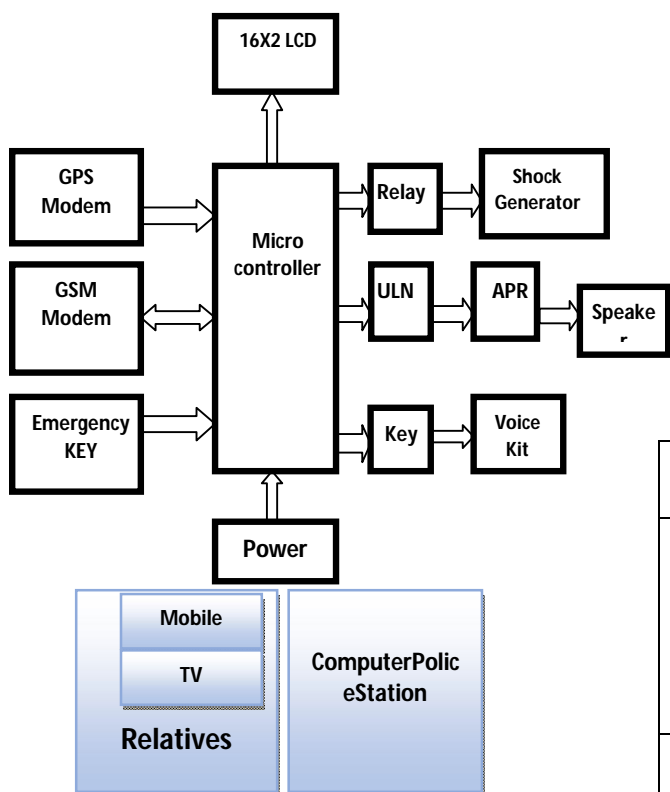 16X2 LCD
GPS
Modem
GSM
Modem
Emergency
KEY
Micro
controller
Relay
Shock
Generator
ULN
APR
Speake
r
Key
Voice
Kit
Power
Mobile
TV
Relatives
ComputerPolic
eStation